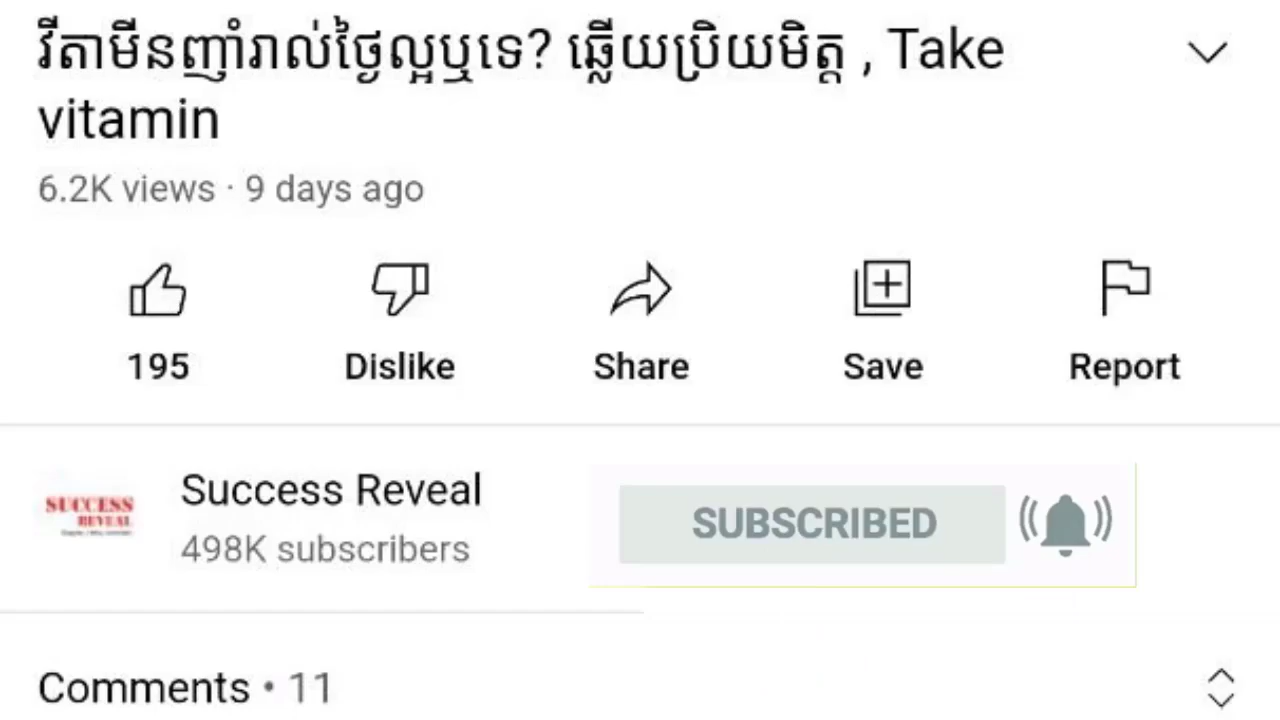 វីតាមីនញ៉ាំរាល់ថ្ងៃល្អឬទេ? ឆ្លើយប្រិយមិត្ត , Take
vitamin
6.2K views · 9 days ago
195
Dislike
Share
Save
Report
SUCCESS
REVEAL
Success Reveal
498K subscribers
SUBSCRIBED
Comments • 11